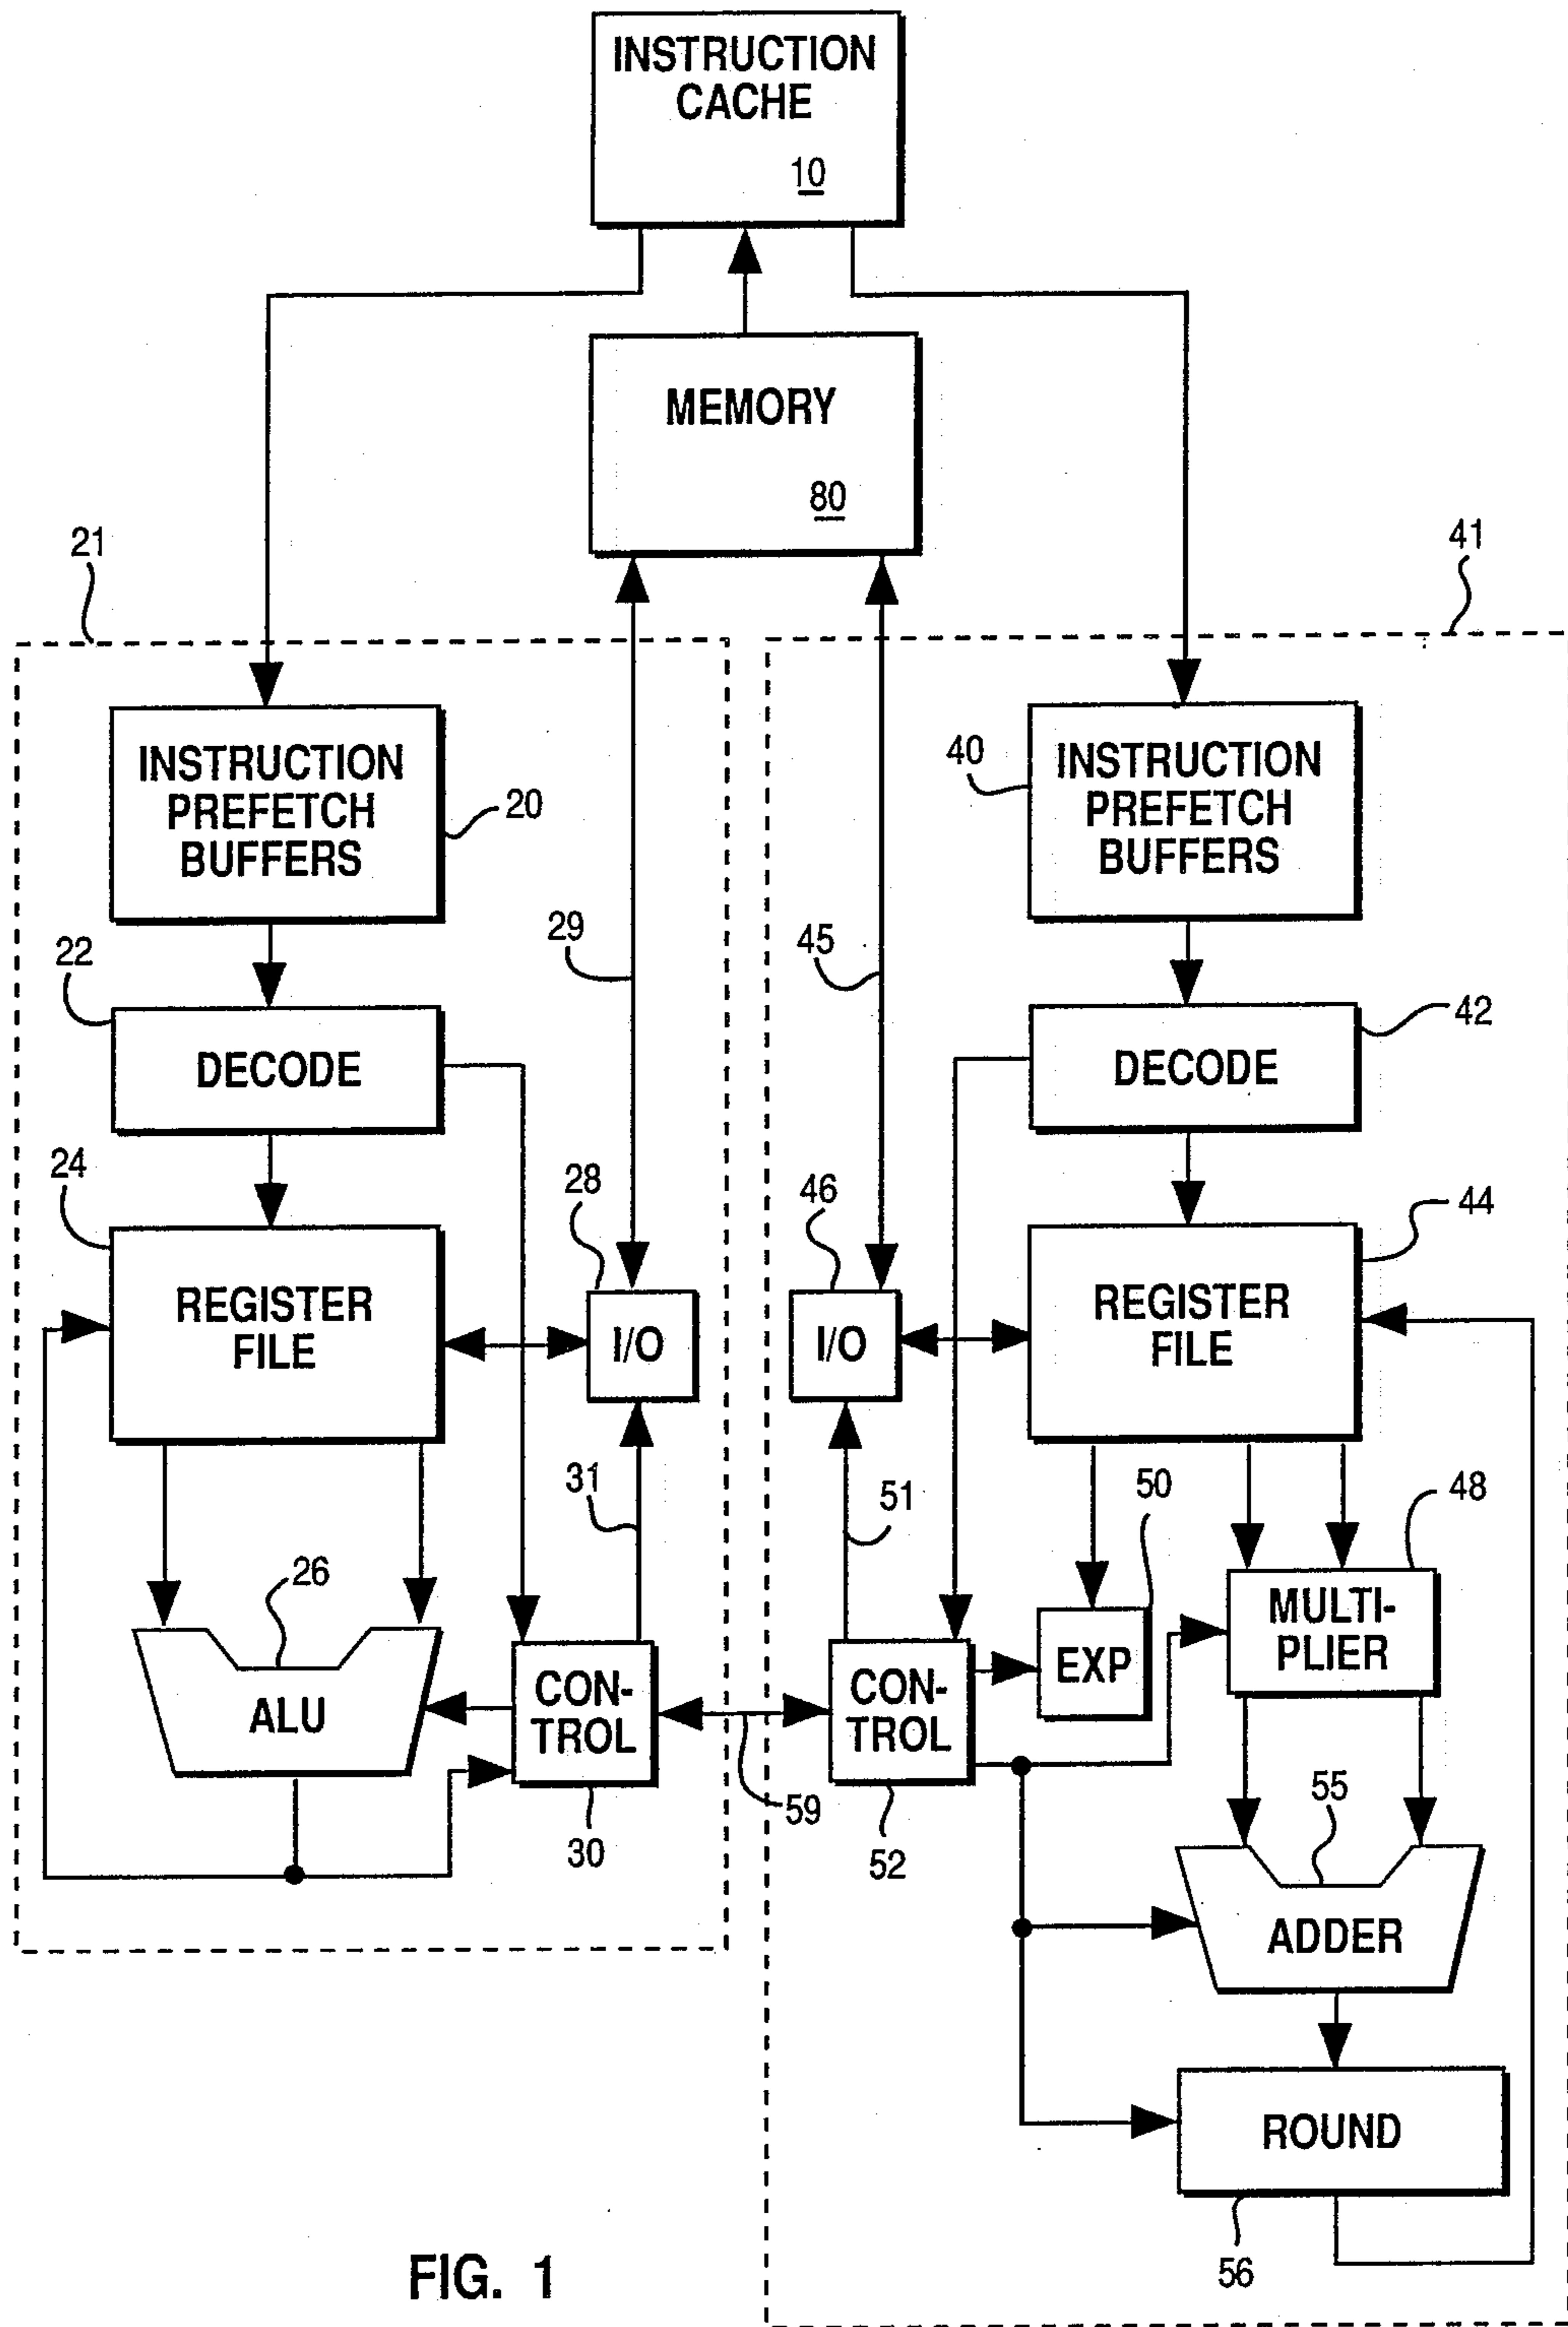 INSTRUCTION
CACHE
10
MEMORY
80
21
41
INSTRUCTION
PREFETCH
BUFFERS
20
40
INSTRUCTION
PREFETCH
BUFFERS
22
DECODE
29
45
DECODE
42
24
REGISTER
FILE
28
I/O
46
I/O
REGISTER
FILE
44
31
51
50
48
26
ALU
CON-
TROL
30
59
CON-
TROL
52
EXP
MULTI-
PLIER
55
ADDER
ROUND
56
FIG. 1